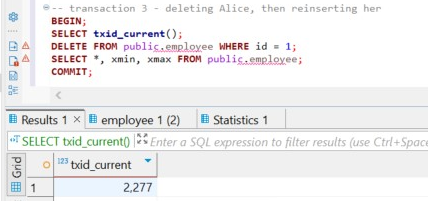 -- transaction 3 - deleting Alice, then reinserting her
BEGIN;
SELECT txid_current();
DELETE FROM public.employee WHERE id = 1;
SELECT *, xmin, xmax FROM public.employee;
COMMIT;
Results 1 × employee 1 (2) Statistics 1
SELECT txid_current() Enter a SQL expression to filter results (use Ctrl+Space
Grid
123 txid_current
1 2,277